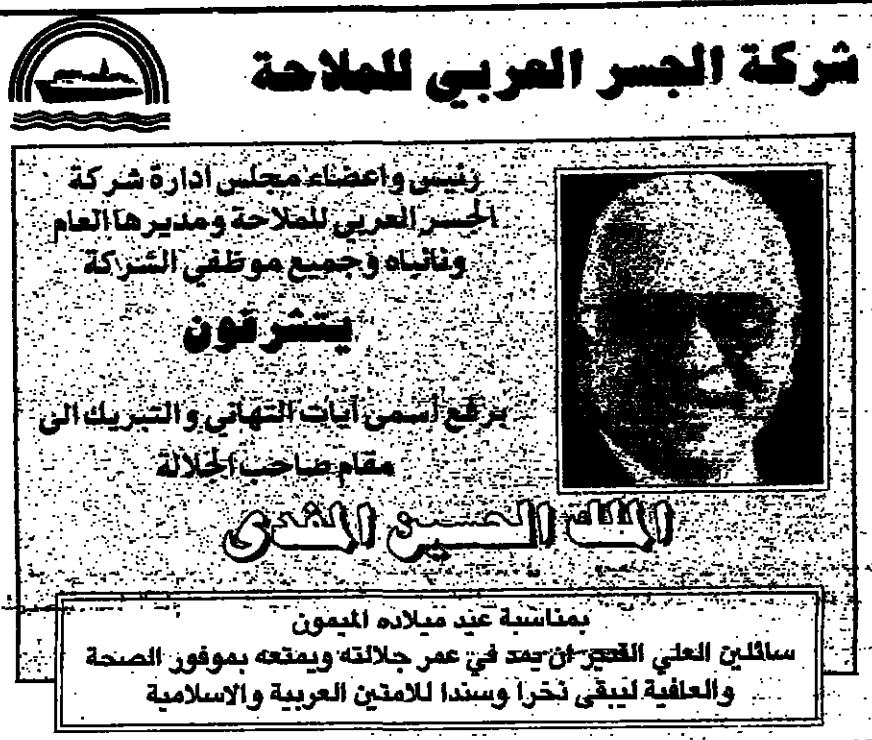 شركة الجسر العربي للملاحة
رئيس واعضاء مجلس ادارة شركة
الجسر العربي للملاحة ومديرها العام
ونائباه وجميع موظفي الشركة
يتشرفون
برفع أسمى آيات التهاني والتبريك الى
مقام صاحب الجلالة
الملك الحسين المفدى
بمناسبة عيد ميلاده الميمون
سائلين العلي القدير ان يمد في عمر جلالته ويمتعه بموفور الصحة
والعافية ليبقى ذخرا وسندا للامتين العربية والاسلامية